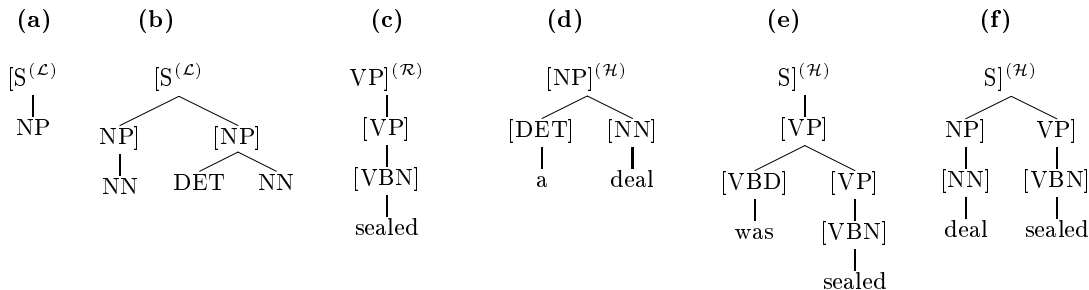 (a) (b) (c) (d) (e) (f)
[S(ℒ) [S(ℒ) VP](ℛ) [NP](ℋ) S](ℋ) S](ℋ)
NP NP] [NP] [VP] [DET] [NN] [VP] NP] VP]
NN DET NN [VBN] a deal [VBD] [VP] [NN] [VBN]
sealed was [VBN] deal sealed
sealed